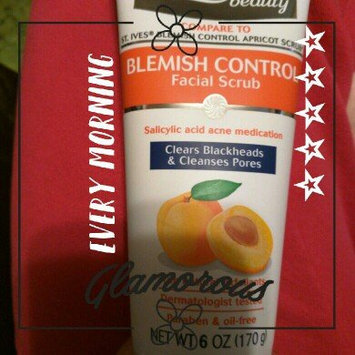 beauty
COMPARE TO
ST. IVES® BLEMISH CONTROL APRICOT SCRUB
BLEMISH CONTROL
Facial Scrub
Salicylic acid acne medication
Clears Blackheads
& Cleanses Pores
EVERY MORNING
Glamorous
Dermatologist tested
Paraben & oil-free
NET WT 6 OZ (170 g)